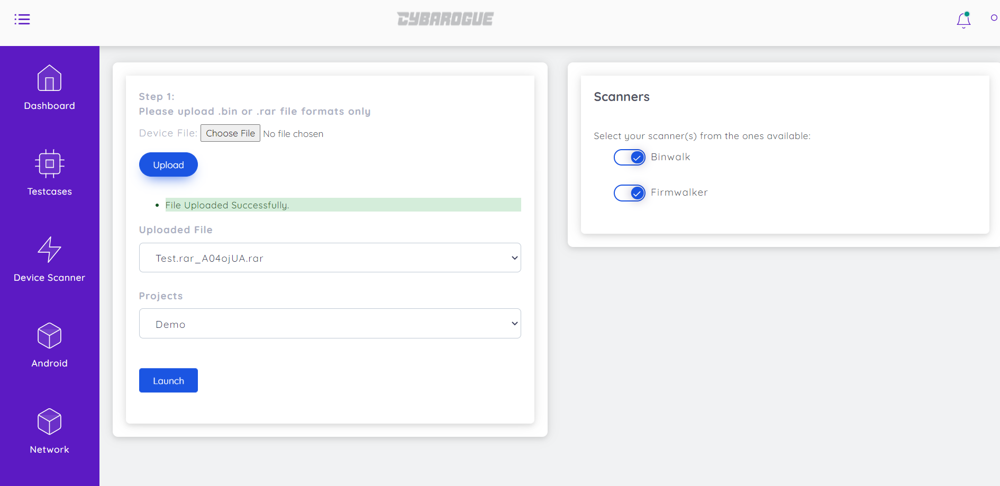 CYBAROGUE
Dashboard
Testcases
Device Scanner
Android
Network
Step 1:
Please upload .bin or .rar file formats only
Device File: Choose File No file chosen
Upload
File Uploaded Successfully.
Uploaded File
Test.rar_A04ojUA.rar
Projects
Demo
Launch
Scanners
Select your scanner(s) from the ones available:
Binwalk
Firmwalker